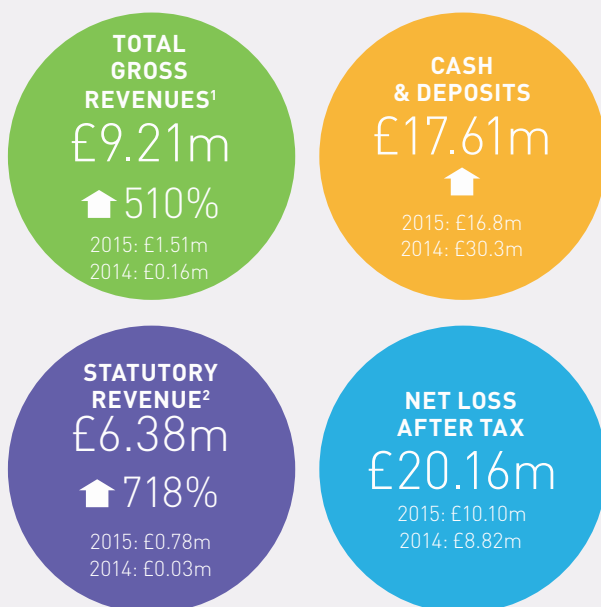 TOTAL
GROSS
REVENUES¹
£9.21m
510%
2015: £1.51m
2014: £0.16m
CASH
& DEPOSITS
£17.61m
2015: £16.8m
2014: £30.3m
STATUTORY
REVENUE²
£6.38m
718%
2015: £0.78m
2014: £0.03m
NET LOSS
AFTER TAX
£20.16m
2015: £10.10m
2014: £8.82m